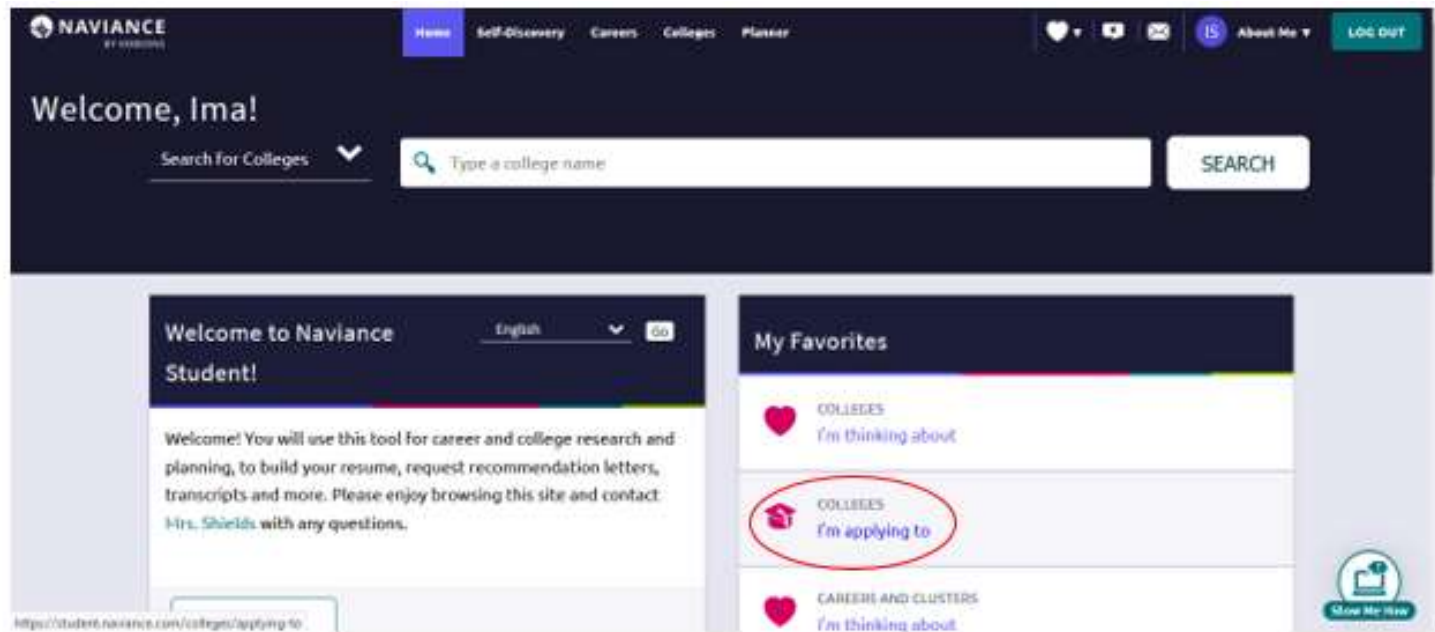 NAVIANCE
BY HOBSONS
Home Self-Discovery Careers Colleges Planner
IS About Me LOG OUT
Welcome, Ima!
Search for Colleges
Type a college name
SEARCH
Welcome to Naviance
Student!
English
Go
Welcome! You will use this tool for career and college research and
planning, to build your resume, request recommendation letters,
transcripts and more. Please enjoy browsing this site and contact
Mrs. Shields with any questions.
My Favorites
COLLEGES
I'm thinking about
COLLEGES
I'm applying to
CAREERS AND CLUSTERS
I'm thinking about
Show Me How
https://student.naviance.com/colleges/applying-to